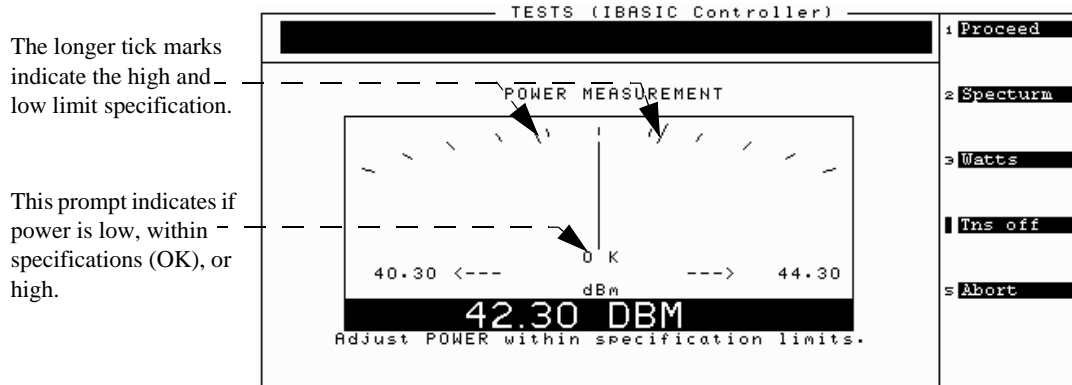 TESTS (IBASIC Controller)
The longer tick marks
indicate the high and
low limit specification.
POWER MEASUREMENT
This prompt indicates if
power is low, within
specifications (OK), or
high.
O K
40.30 <---
---> 44.30
dBm
42.30 DBM
Adjust POWER within specification limits.
1 Proceed
2 Specturm
3 Watts
Tns off
5 Abort